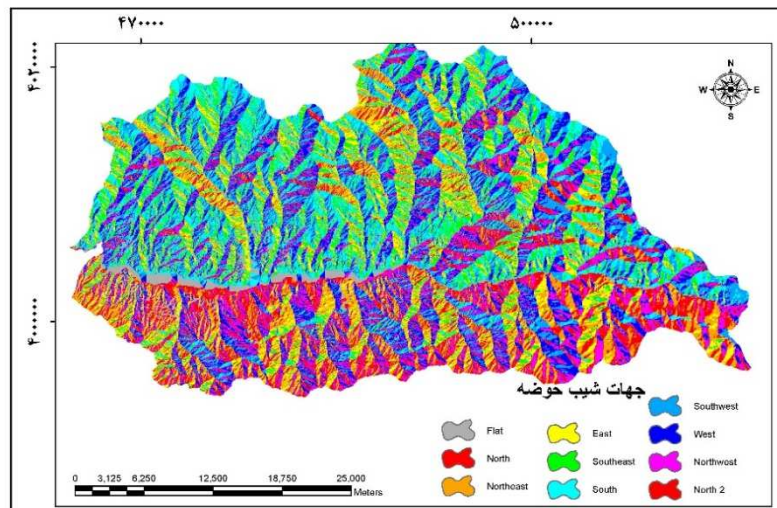 ۴۷۰۰۰۰ ۵۰۰۰۰۰
۴۰۲۰۰۰۰
N
W E
S
۴۰۰۰۰۰۰
جهات شیب حوضه
Flat
North
Northeast
East
Southeast
South
Southwest
West
Northwest
North 2
0 3,125 6,250 12,500 18,750 25,000
Meters